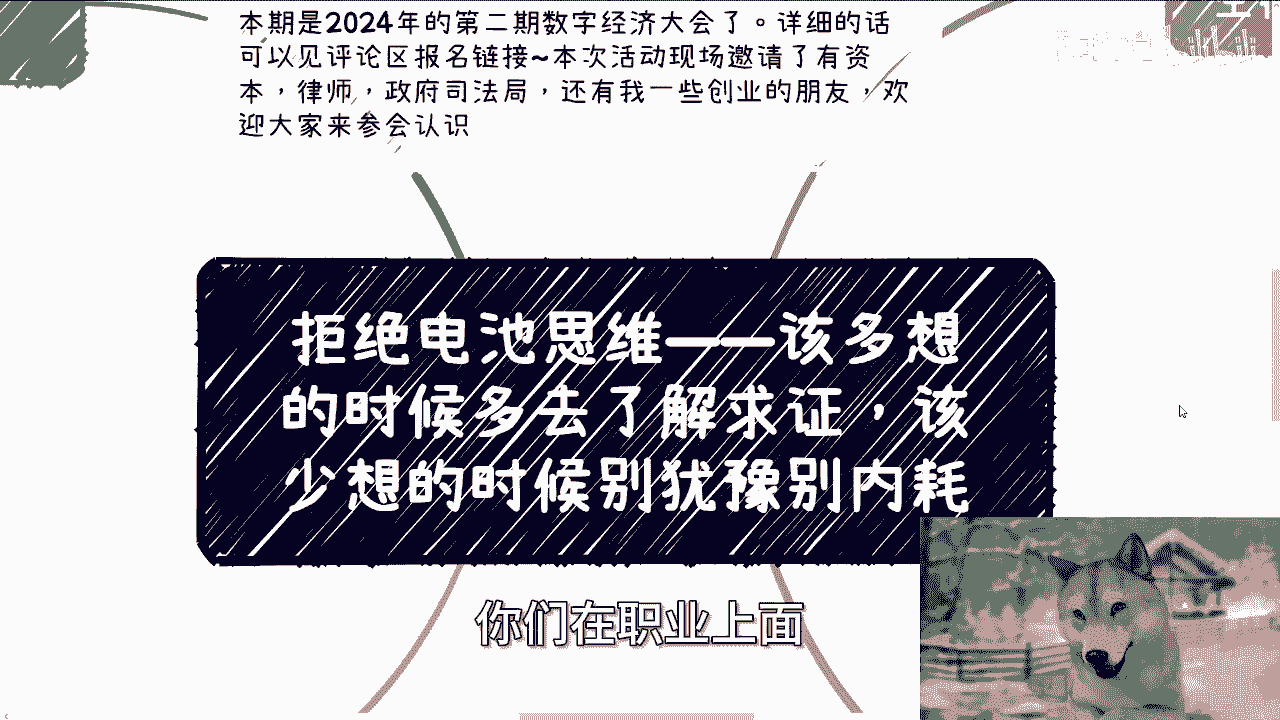 本期是2024年的第二期数字经济大会了。详细的话
可以见评论区报名链接~本次活动现场邀请了有资
本，律师，政府司法局，还有我一些创业的朋友，欢
迎大家来参会认识
拒绝电池思维——该多想
的时候多去了解求证，该
少想的时候别犹豫别内耗
你们在职业上面